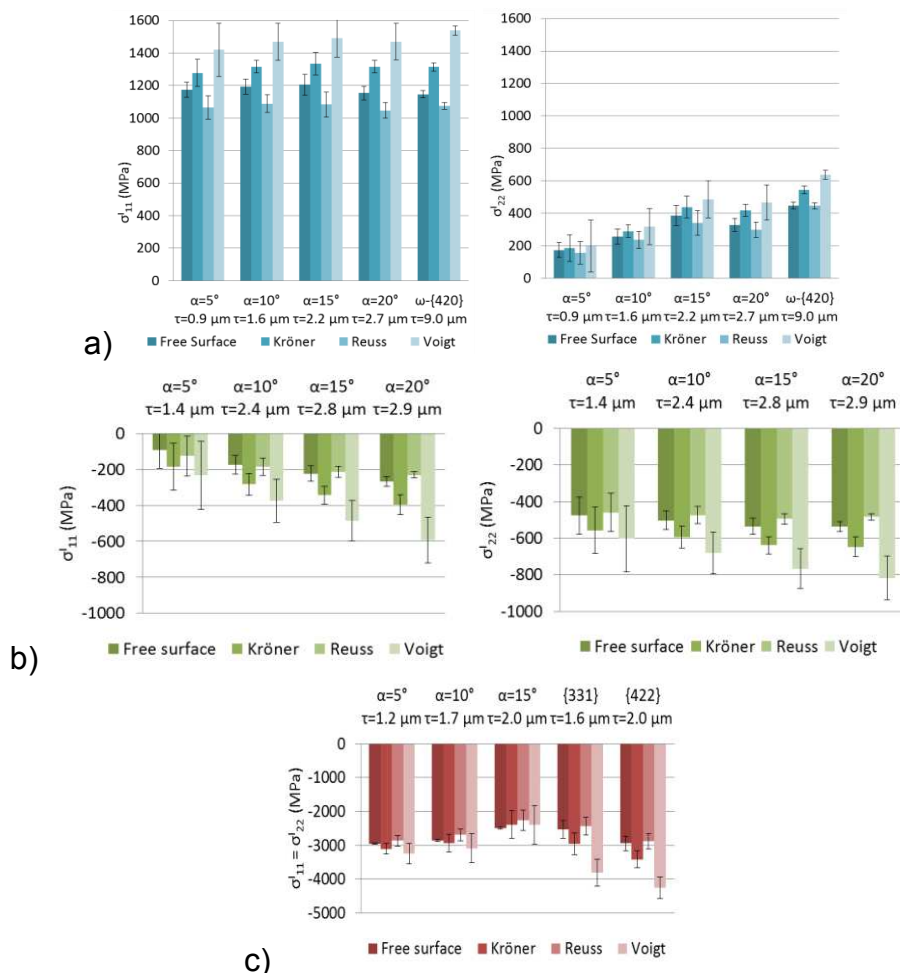 1600
1400
1200
1000
800
600
400
200
0
σᴵ₁₁ (MPa)
α=5° α=10° α=15° α=20° ω-{420}
τ=0.9 μm τ=1.6 μm τ=2.2 μm τ=2.7 μm τ=9.0 μm
Free Surface Kröner Reuss Voigt
1600
1400
1200
1000
800
600
400
200
0
σᴵ₂₂ (MPa)
α=5° α=10° α=15° α=20° ω-{420}
τ=0.9 μm τ=1.6 μm τ=2.2 μm τ=2.7 μm τ=9.0 μm
Free Surface Kröner Reuss Voigt
a)
α=5° α=10° α=15° α=20°
τ=1.4 μm τ=2.4 μm τ=2.8 μm τ=2.9 μm
0
-200
-400
-600
-800
-1000
σᴵ₁₁ (MPa)
Free surface Kröner Reuss Voigt
α=5° α=10° α=15° α=20°
τ=1.4 μm τ=2.4 μm τ=2.8 μm τ=2.9 μm
0
-200
-400
-600
-800
-1000
σᴵ₂₂ (MPa)
Free surface Kröner Reuss Voigt
b)
α=5° α=10° α=15° {331} {422}
τ=1.2 μm τ=1.7 μm τ=2.0 μm τ=1.6 μm τ=2.0 μm
0
-1000
-2000
-3000
-4000
-5000
σᴵ₁₁ = σᴵ₂₂ (MPa)
Free surface Kröner Reuss Voigt
c)